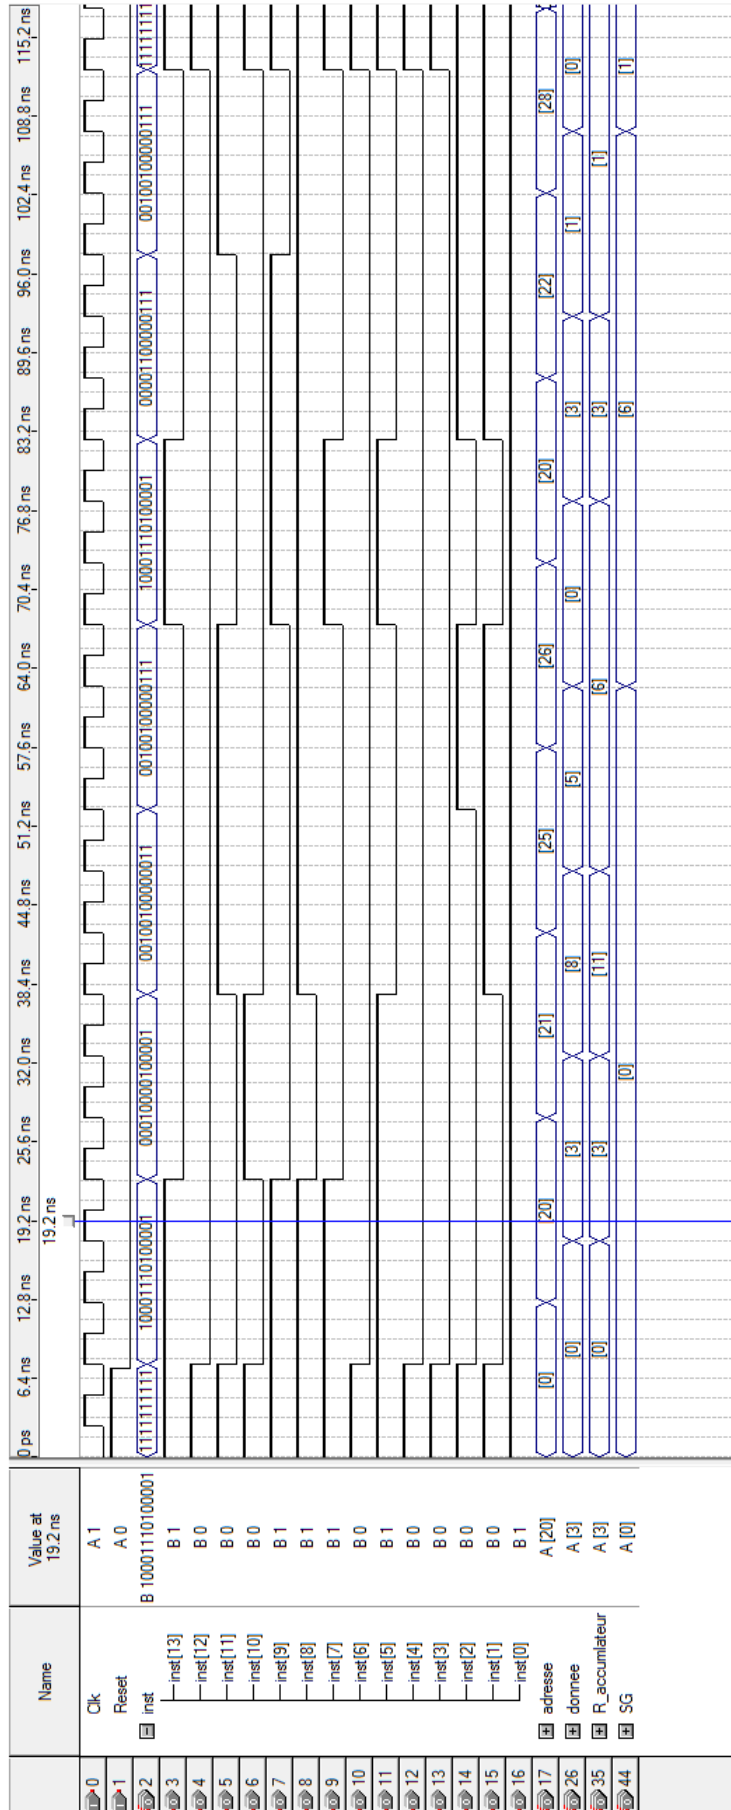 Name Value at 19.2 ns 0 ps 6.4 ns 12.8 ns 19.2 ns 25.6 ns 32.0 ns 38.4 ns 44.8 ns 51.2 ns 57.6 ns 64.0 ns 70.4 ns 76.8 ns 83.2 ns 89.6 ns 96.0 ns 102.4 ns 108.8 ns 115.2 ns
19.2 ns
0 Clk A 1
1 Reset A 0
2 inst B 10001110100001 10001110100001 00010000100001 00100100000011 00100100000111 10001110100001 00001100000111 00100100000111
3 inst[13] B 1
4 inst[12] B 0
5 inst[11] B 0
6 inst[10] B 0
7 inst[9] B 1
8 inst[8] B 1
9 inst[7] B 1
10 inst[6] B 0
11 inst[5] B 1
12 inst[4] B 0
13 inst[3] B 0
14 inst[2] B 0
15 inst[1] B 0
16 inst[0] B 1
17 adresse A [20] [0] [20] [21] [25] [26] [20] [22] [28]
26 donnee A [3] [0] [3] [8] [5] [0] [3] [1] [0]
35 R_accumlateur A [3] [0] [3] [11] [6] [3] [1]
44 SG A [0] [0] [6] [1]